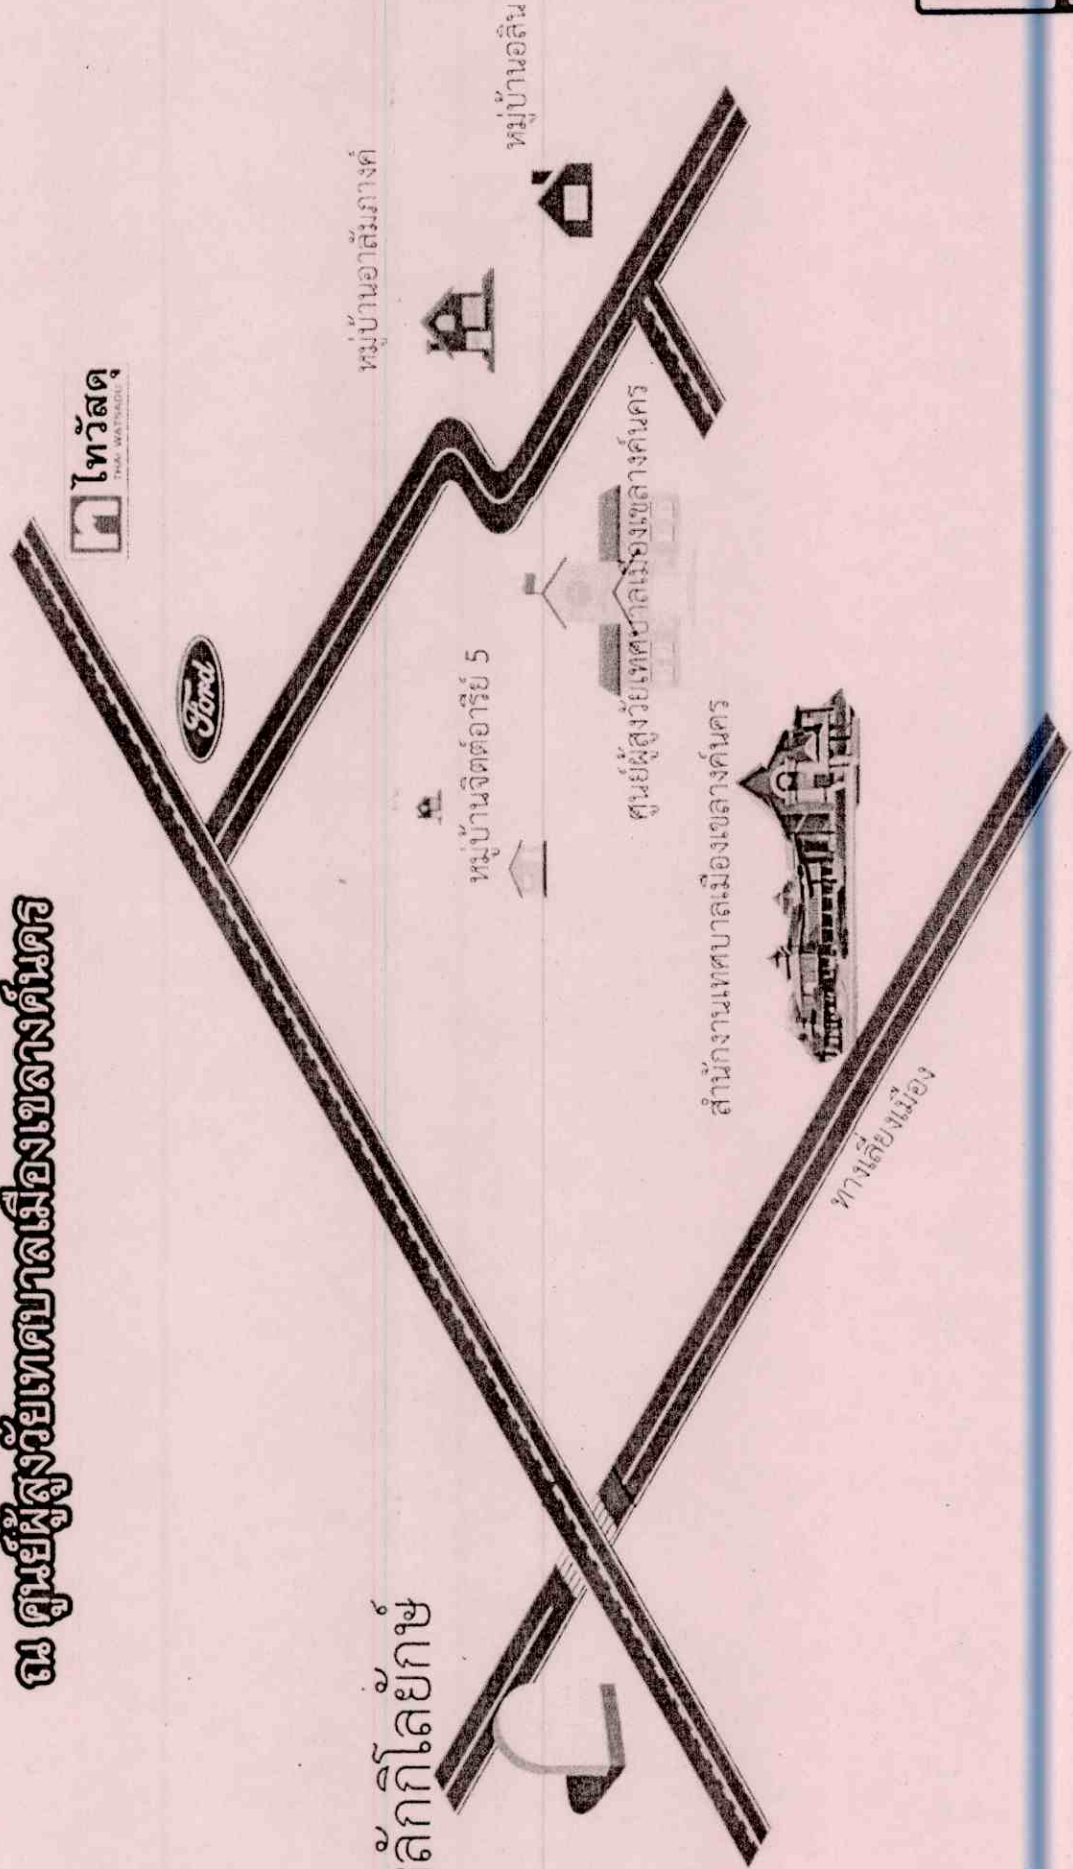 ณ ศูนย์ผู้สูงวัยเทศบาลเมืองเขลางค์นคร
ไทวัสดุ
THAI WATSADU
Ford
หมู่บ้านอาลัมภางค์
หมู่บ้านอลิน
หมู่บ้านจิตต์อารีย์ 5
ศูนย์ผู้สูงวัยเทศบาลเมืองเขลางค์นคร
สำนักงานเทศบาลเมืองเขลางค์นคร
ลักกิโลยักษ์
ทางเลี่ยงเมือง